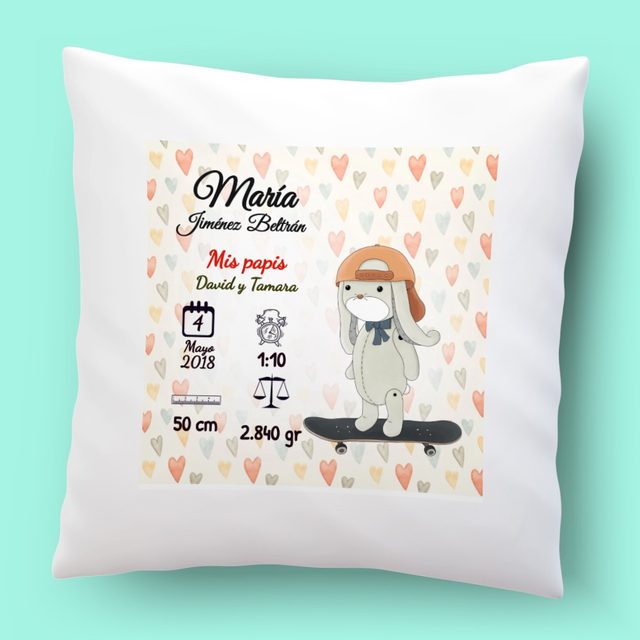 María
Jiménez Beltrán
Mis papis
David y Tamara
4
Mayo
2018
1:10
50 cm
2.840 gr